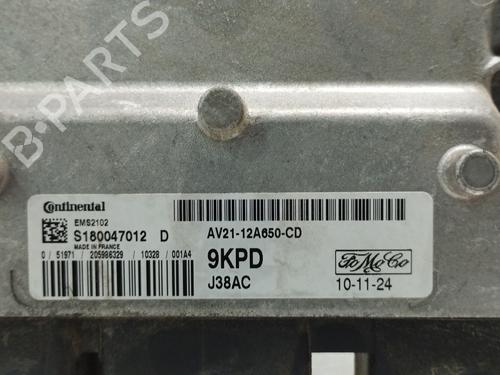 B-PARTS
Continental
EMS2102
S180047012 D
MADE IN FRANCE
0 / 51971 / 205986329 / 10328 / 001A4
AV21-12A650-CD
9KPD
J38AC
FoMoCo
10-11-24